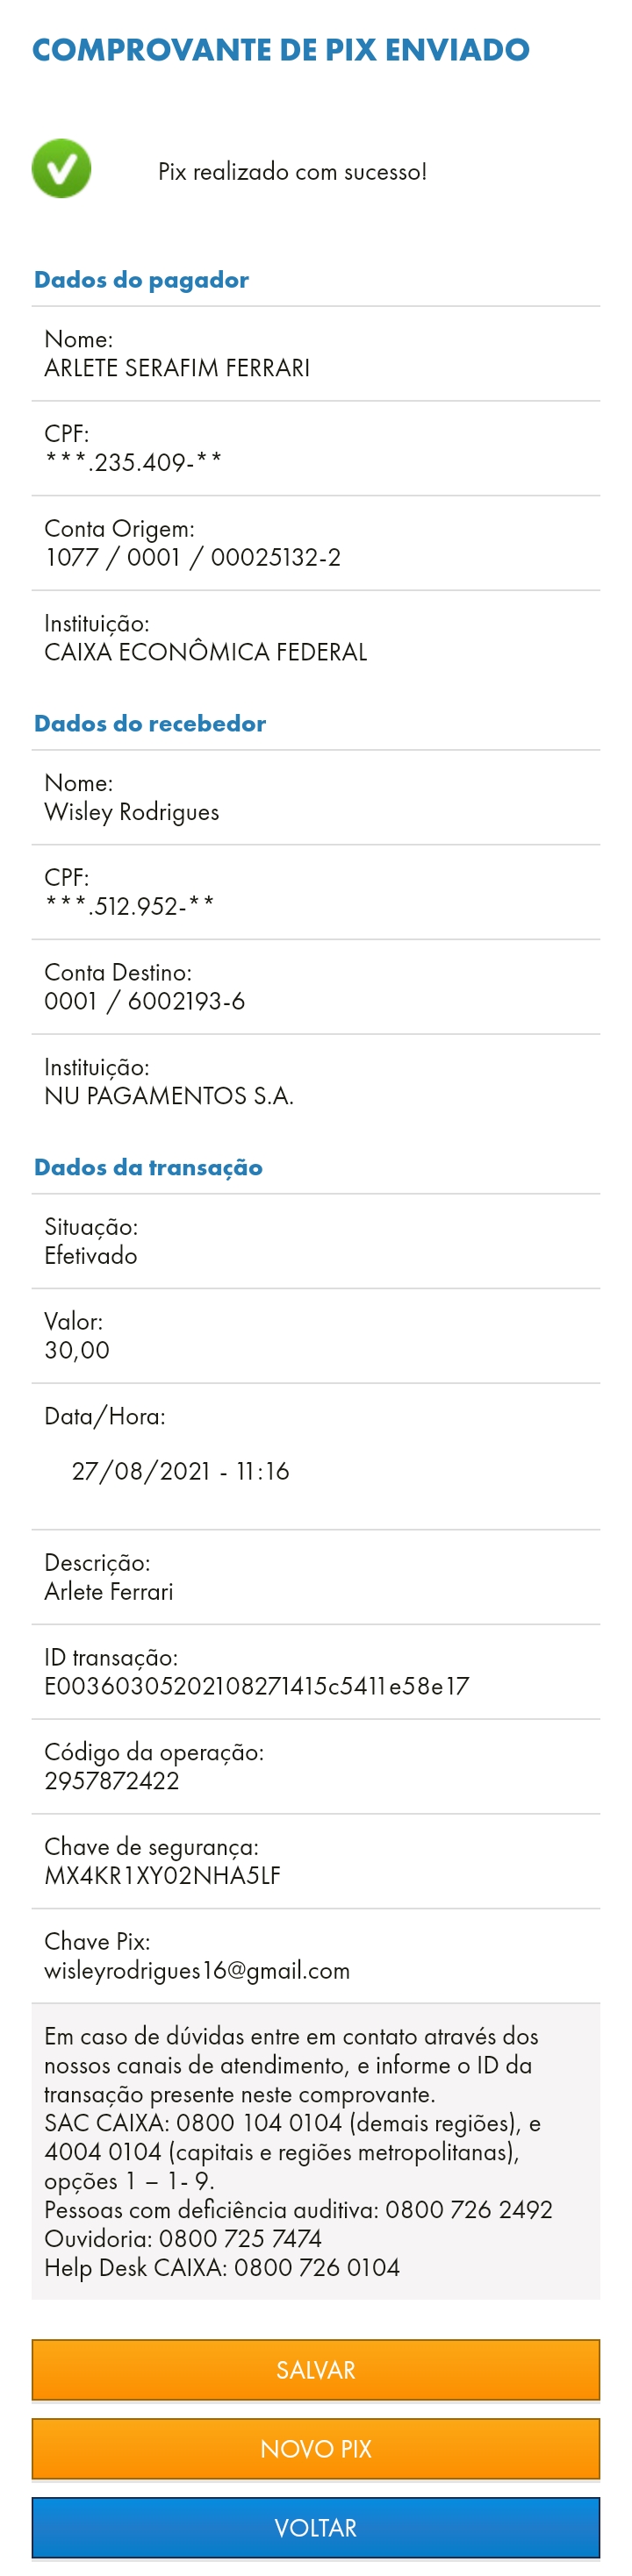 COMPROVANTE DE PIX ENVIADO
Pix realizado com sucesso!
Dados do pagador
Nome:
ARLETE SERAFIM FERRARI
CPF:
***.235.409-**
Conta Origem:
1077 / 0001 / 00025132-2
Instituição:
CAIXA ECONÔMICA FEDERAL
Dados do recebedor
Nome:
Wisley Rodrigues
CPF:
***.512.952-**
Conta Destino:
0001 / 6002193-6
Instituição:
NU PAGAMENTOS S.A.
Dados da transação
Situação:
Efetivado
Valor:
30,00
Data/Hora:
27/08/2021 - 11:16
Descrição:
Arlete Ferrari
ID transação:
E00360305202108271415c5411e58e17
Código da operação:
2957872422
Chave de segurança:
MX4KR1XY02NHA5LF
Chave Pix:
wisleyrodrigues16@gmail.com
Em caso de dúvidas entre em contato através dos
nossos canais de atendimento, e informe o ID da
transação presente neste comprovante.
SAC CAIXA: 0800 104 0104 (demais regiões), e
4004 0104 (capitais e regiões metropolitanas),
opções 1 – 1- 9.
Pessoas com deficiência auditiva: 0800 726 2492
Ouvidoria: 0800 725 7474
Help Desk CAIXA: 0800 726 0104
SALVAR
NOVO PIX
VOLTAR